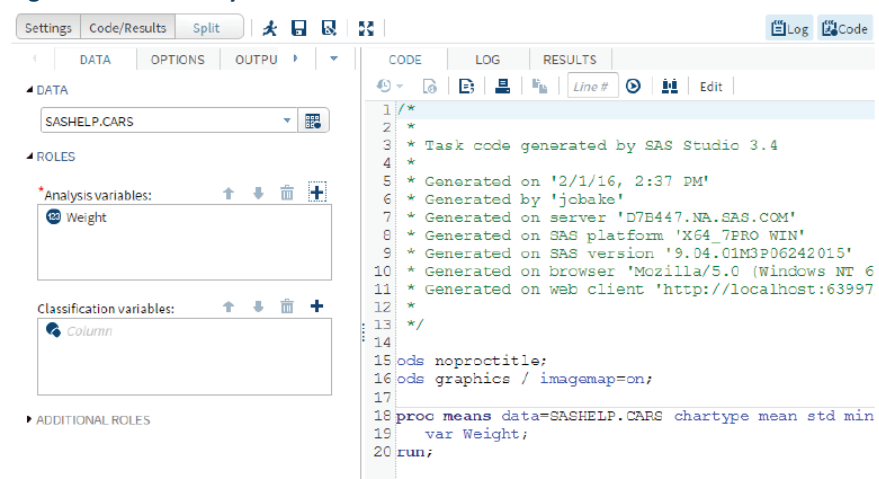 Settings Code/Results Split Log Code
DATA OPTIONS OUTPU
DATA
SASHELP.CARS
ROLES
*Analysis variables:
123 Weight
Classification variables:
Column
ADDITIONAL ROLES
CODE LOG RESULTS
Line # Edit
1 /*
2 *
3 * Task code generated by SAS Studio 3.4
4 *
5 * Generated on '2/1/16, 2:37 PM'
6 * Generated by 'jobake'
7 * Generated on server 'D7B447.NA.SAS.COM'
8 * Generated on SAS platform 'X64_7PRO WIN'
9 * Generated on SAS version '9.04.01M3P06242015'
10 * Generated on browser 'Mozilla/5.0 (Windows NT 6
11 * Generated on web client 'http://localhost:63997
12 *
13 */
14
15 ods noproctitle;
16 ods graphics / imagemap=on;
17
18 proc means data=SASHELP.CARS chartype mean std min
19 var Weight;
20 run;